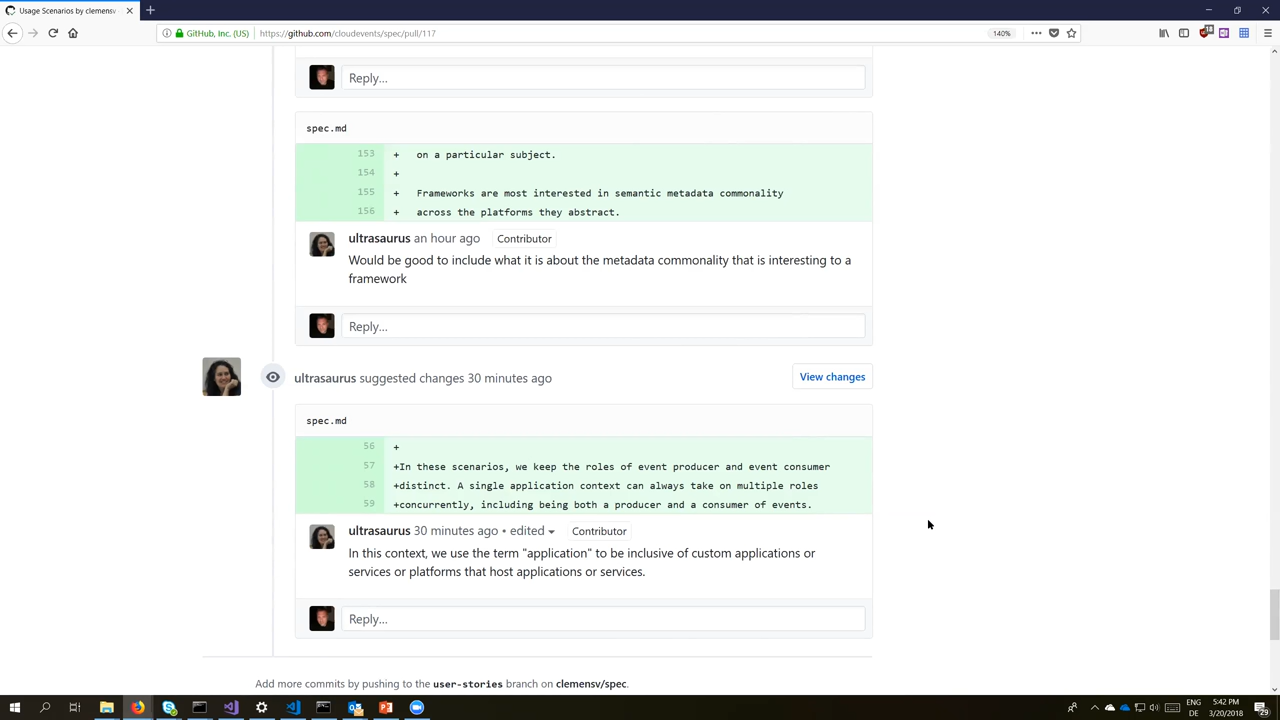 Usage Scenarios by clemensv
GitHub, Inc. (US)
https://github.com/cloudevents/spec/pull/117
140%
Reply...
spec.md
153 + on a particular subject.
154 +
155 + Frameworks are most interested in semantic metadata commonality
156 + across the platforms they abstract.
ultrasaurus an hour ago Contributor
Would be good to include what it is about the metadata commonality that is interesting to a
framework
Reply...
ultrasaurus suggested changes 30 minutes ago
View changes
spec.md
56 +
57 +In these scenarios, we keep the roles of event producer and event consumer
58 +distinct. A single application context can always take on multiple roles
59 +concurrently, including being both a producer and a consumer of events.
ultrasaurus 30 minutes ago • edited Contributor
In this context, we use the term "application" to be inclusive of custom applications or
services or platforms that host applications or services.
Reply...
Add more commits by pushing to the user-stories branch on clemensv/spec.
ENG
DE
5:42 PM
3/20/2018
29